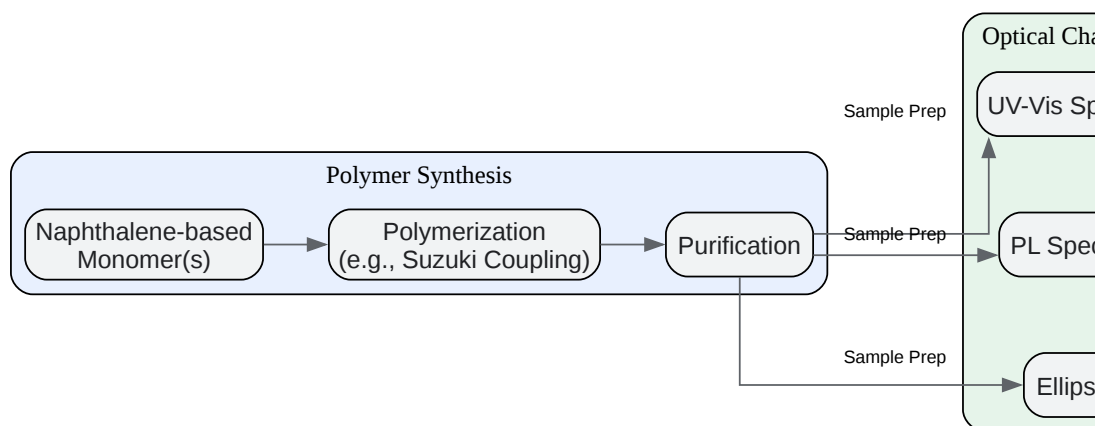 Optical Cha
UV-Vis Sp
Sample Prep
Polymer Synthesis
Naphthalene-based
Monomer(s)
Polymerization
(e.g., Suzuki Coupling)
Purification
Sample Prep
PL Spec
Sample Prep
Ellips